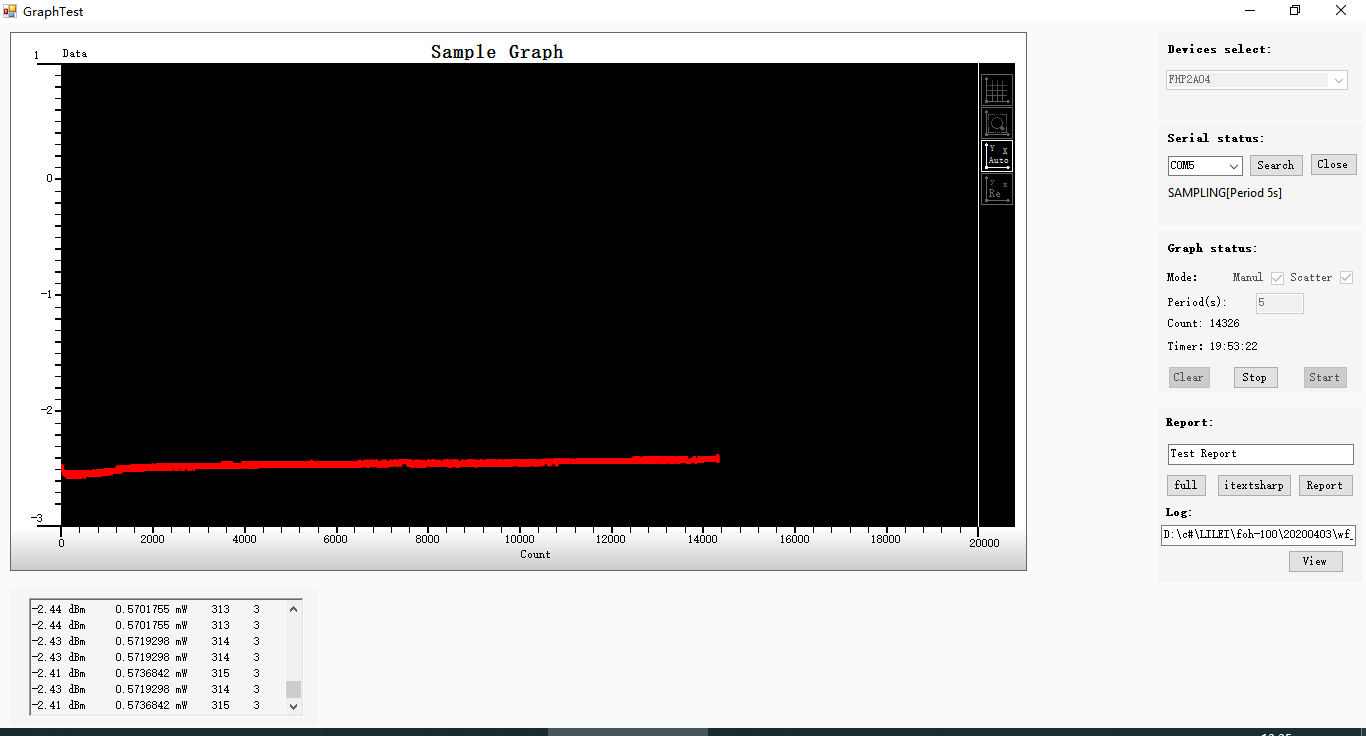 GraphTest
Sample Graph
1 Data
0
-1
-2
-3
0 2000 4000 6000 8000 10000 12000 14000 16000 18000 20000
Count
Y X
Auto
Y X
Re
Devices select:
FHP2A04
Serial status:
COM5 Search Close
SAMPLING[Period 5s]
Graph status:
Mode: Manul Scatter
Period(s): 5
Count: 14326
Timer: 19:53:22
Clear Stop Start
Report:
Test Report
full itextsharp Report
Log:
D:\c#\LILEI\foh-100\20200403\wf_
View
-2.44 dBm 0.5701755 mW 313 3
-2.44 dBm 0.5701755 mW 313 3
-2.43 dBm 0.5719298 mW 314 3
-2.43 dBm 0.5719298 mW 314 3
-2.41 dBm 0.5736842 mW 315 3
-2.43 dBm 0.5719298 mW 314 3
-2.41 dBm 0.5736842 mW 315 3